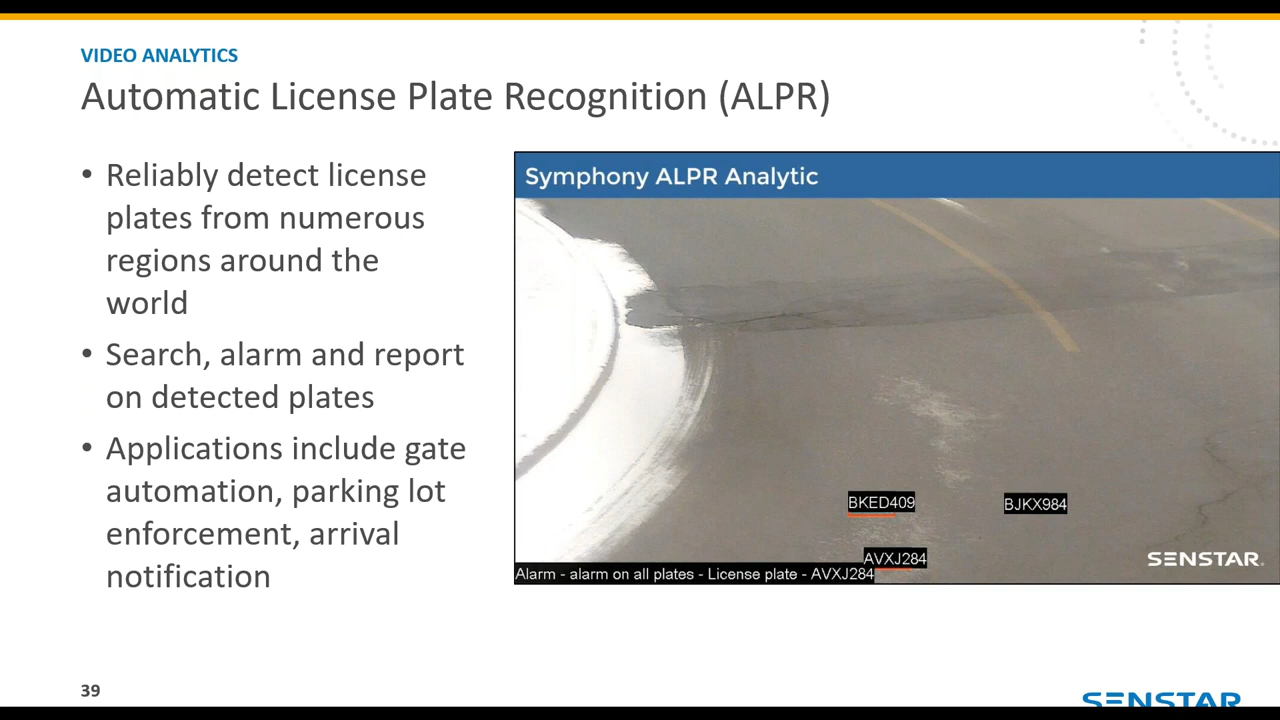 VIDEO ANALYTICS
Automatic License Plate Recognition (ALPR)
• Reliably detect license
plates from numerous
regions around the
world
• Search, alarm and report
on detected plates
• Applications include gate
automation, parking lot
enforcement, arrival
notification
Symphony ALPR Analytic
BKED409
BJKX984
AVXJ284
SENSTAR
Alarm - alarm on all plates - License plate - AVXJ284
39
SENSTAR